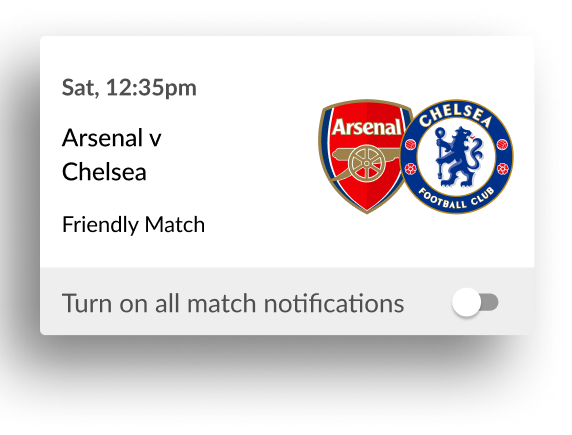 Sat, 12:35pm
Arsenal v
Chelsea
Friendly Match
Arsenal
CHELSEA
FOOTBALL CLUB
Turn on all match notifications